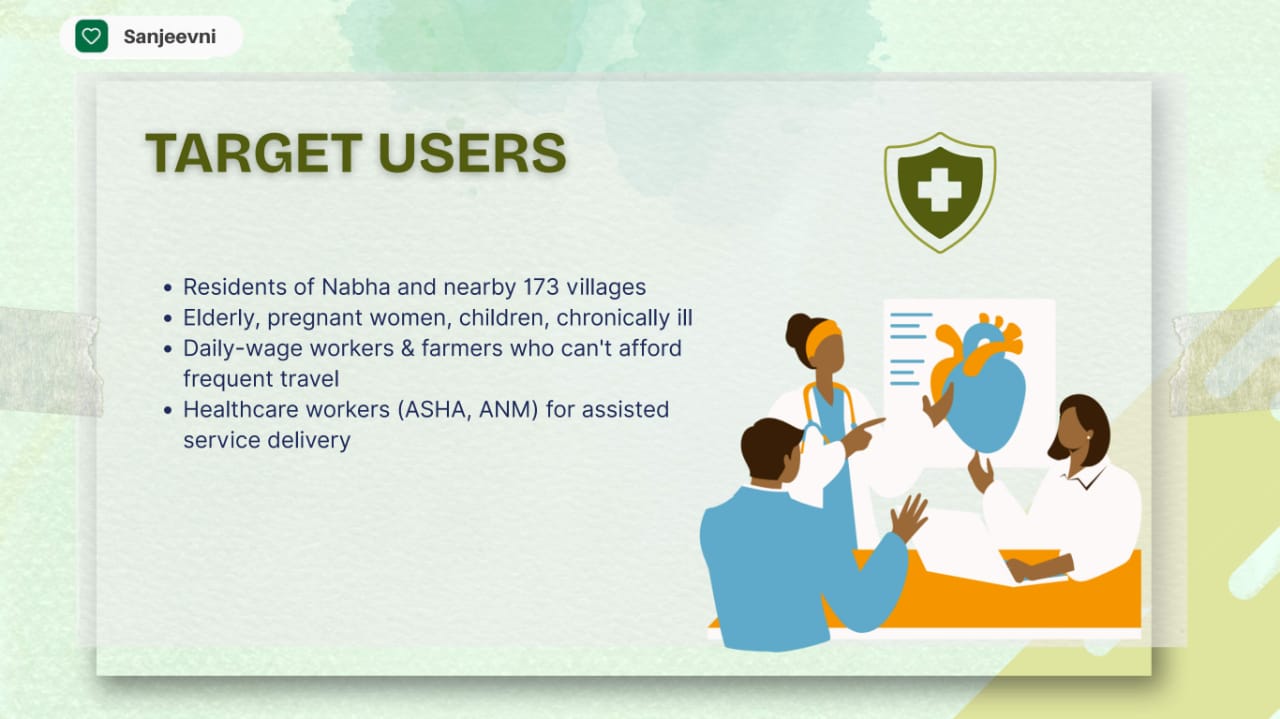 Sanjeevni
TARGET USERS
• Residents of Nabha and nearby 173 villages
• Elderly, pregnant women, children, chronically ill
• Daily-wage workers & farmers who can't afford
frequent travel
• Healthcare workers (ASHA, ANM) for assisted
service delivery